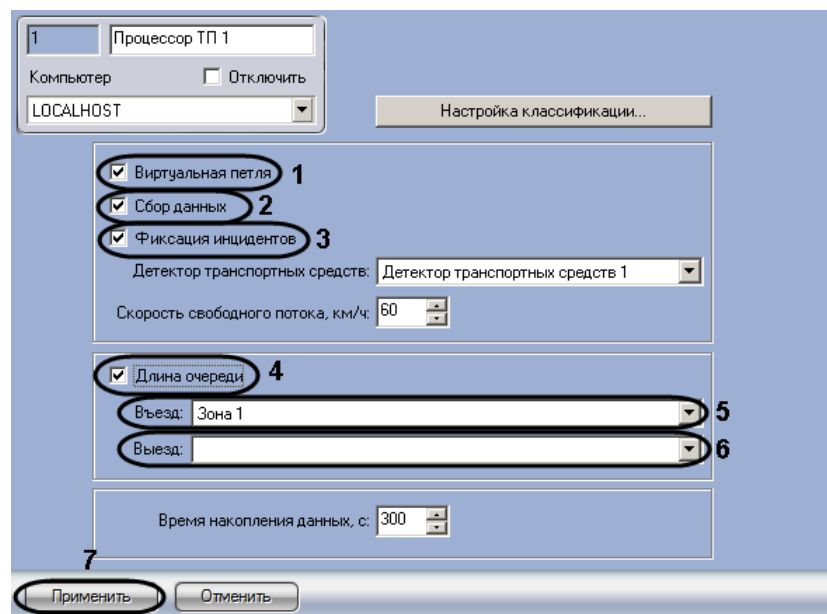 1 Процессор ТП 1
Компьютер Отключить
LOCALHOST Настройка классификации...
Виртуальная петля 1
Сбор данных 2
Фиксация инцидентов 3
Детектор транспортных средств: Детектор транспортных средств 1
Скорость свободного потока, км/ч: 60
Длина очереди 4
Въезд: Зона 1 5
Выезд: 6
Время накопления данных, с: 300
7
Применить Отменить